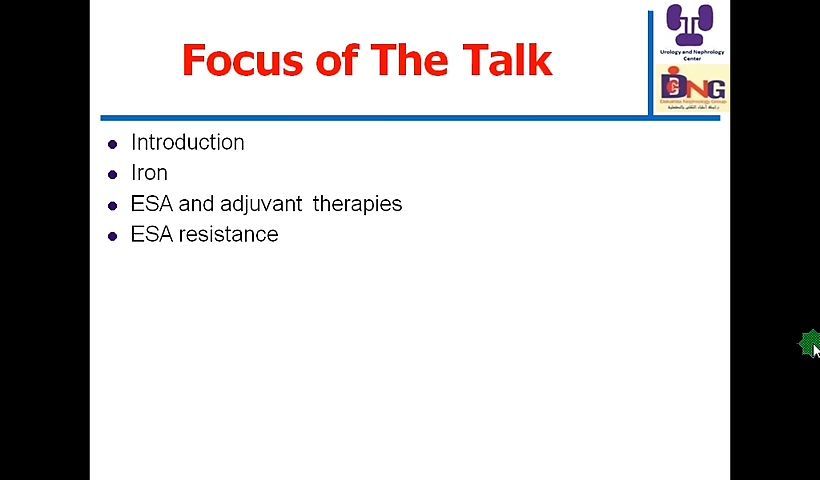 Focus of The Talk
Urology and Nephrology
Center
DNG
Dakahlia Nephrology Group
Introduction
Iron
ESA and adjuvant therapies
ESA resistance